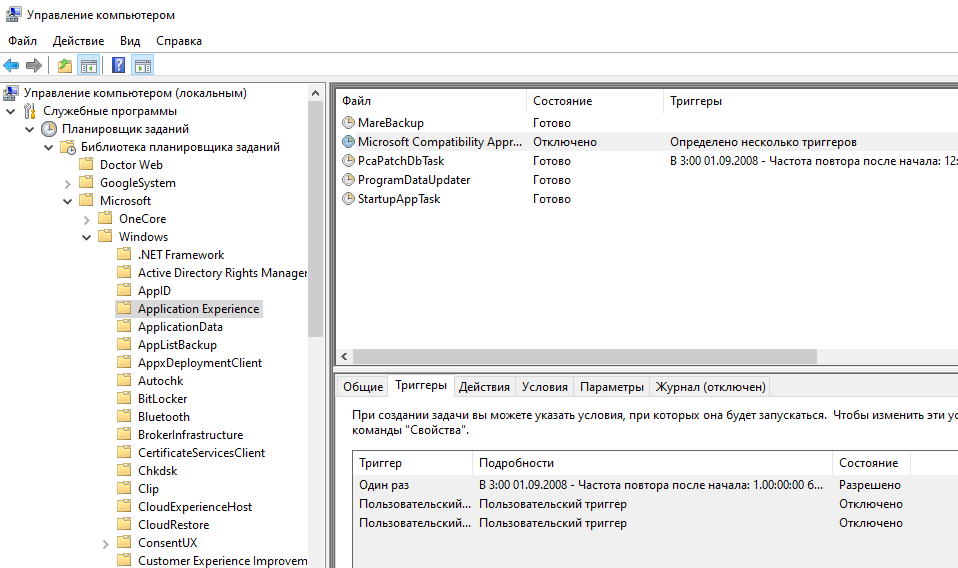 Управление компьютером
Файл Действие Вид Справка
Управление компьютером (локальным)
Служебные программы
Планировщик заданий
Библиотека планировщика заданий
Doctor Web
GoogleSystem
Microsoft
OneCore
Windows
.NET Framework
Active Directory Rights Manager
AppID
Application Experience
ApplicationData
AppListBackup
AppxDeploymentClient
Autochk
BitLocker
Bluetooth
BrokerInfrastructure
CertificateServicesClient
Chkdsk
Clip
CloudExperienceHost
CloudRestore
ConsentUX
Customer Experience Improvem
Файл Состояние Триггеры
MareBackup Готово
Microsoft Compatibility Appr... Отключено Определено несколько триггеров
PcaPatchDbTask Готово В 3:00 01.09.2008 - Частота повтора после начала: 12:
ProgramDataUpdater Готово
StartupAppTask Готово
Общие Триггеры Действия Условия Параметры Журнал (отключен)
При создании задачи вы можете указать условия, при которых она будет запускаться. Чтобы изменить эти ус
команды "Свойства".
Триггер Подробности Состояние
Один раз В 3:00 01.09.2008 - Частота повтора после начала: 1.00:00:00 б... Разрешено
Пользовательский... Пользовательский триггер Отключено
Пользовательский... Пользовательский триггер Отключено